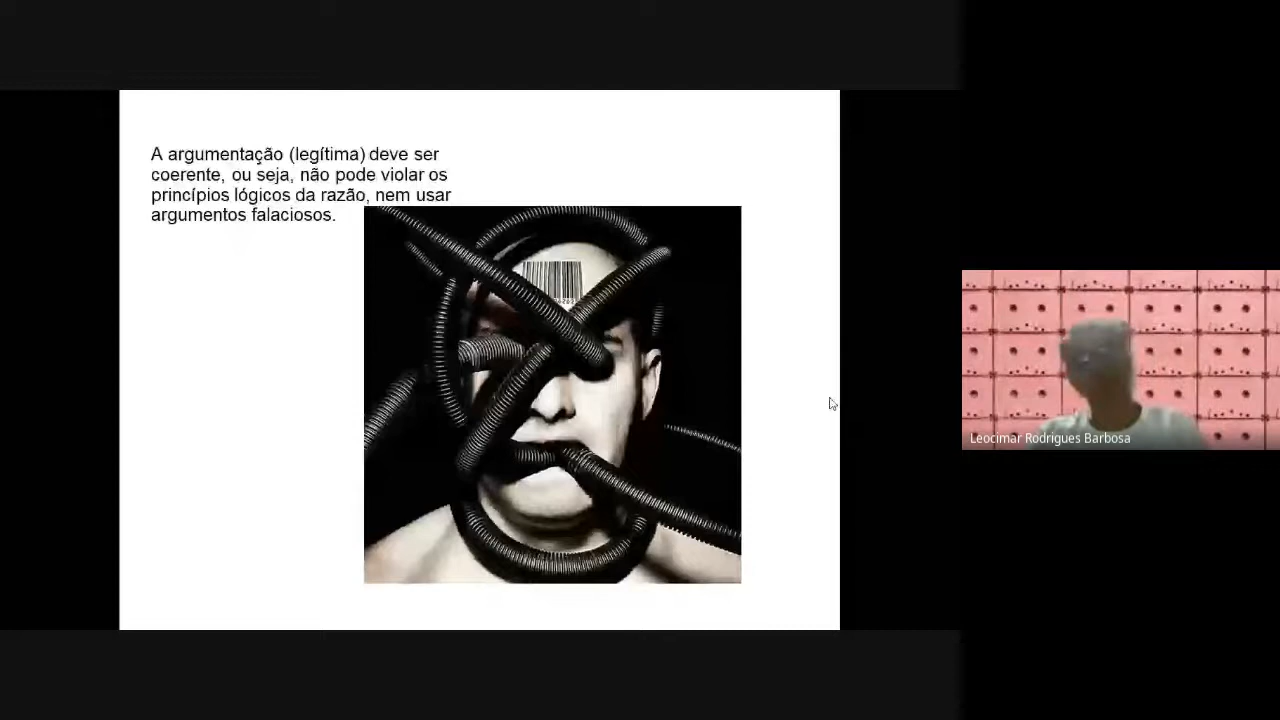 A argumentação (legítima) deve ser
coerente, ou seja, não pode violar os
princípios lógicos da razão, nem usar
argumentos falaciosos.
Leocimar Rodrigues Barbosa